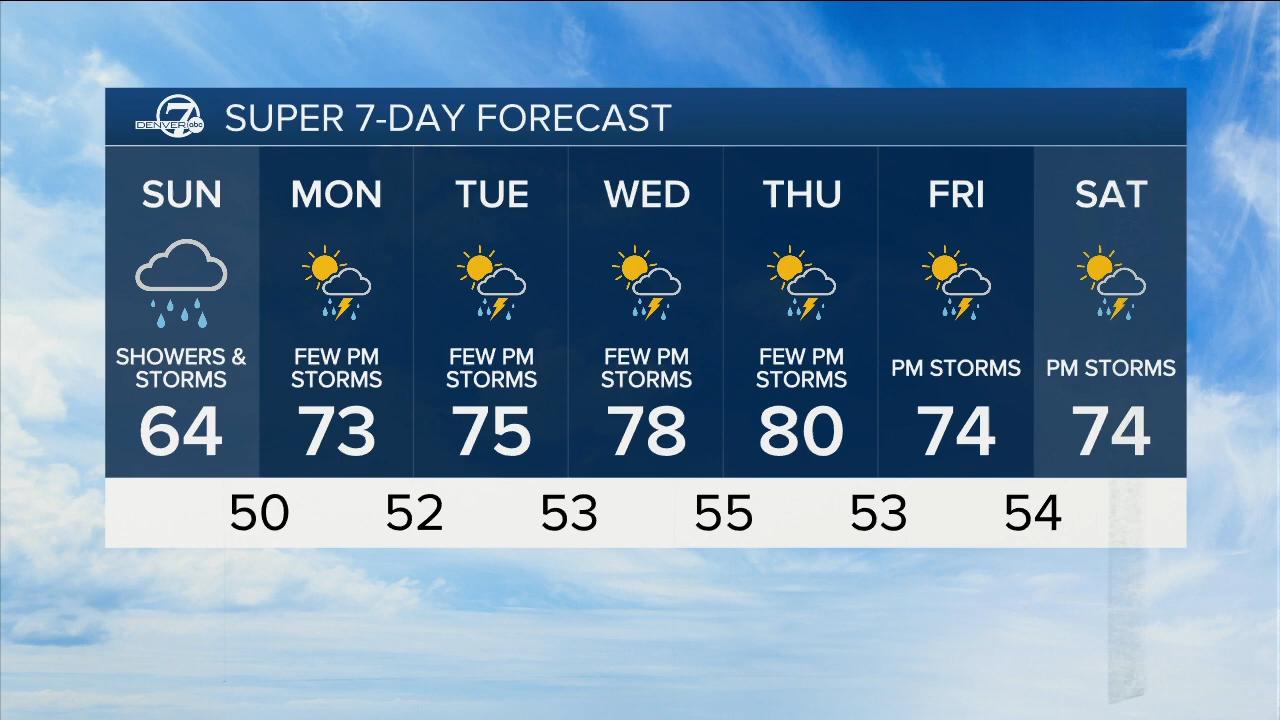 DENVER 7 abc
SUPER 7-DAY FORECAST
SUN
MON
TUE
WED
THU
FRI
SAT
SHOWERS &
STORMS
FEW PM
STORMS
FEW PM
STORMS
FEW PM
STORMS
FEW PM
STORMS
PM STORMS
PM STORMS
64
73
75
78
80
74
74
50
52
53
55
53
54